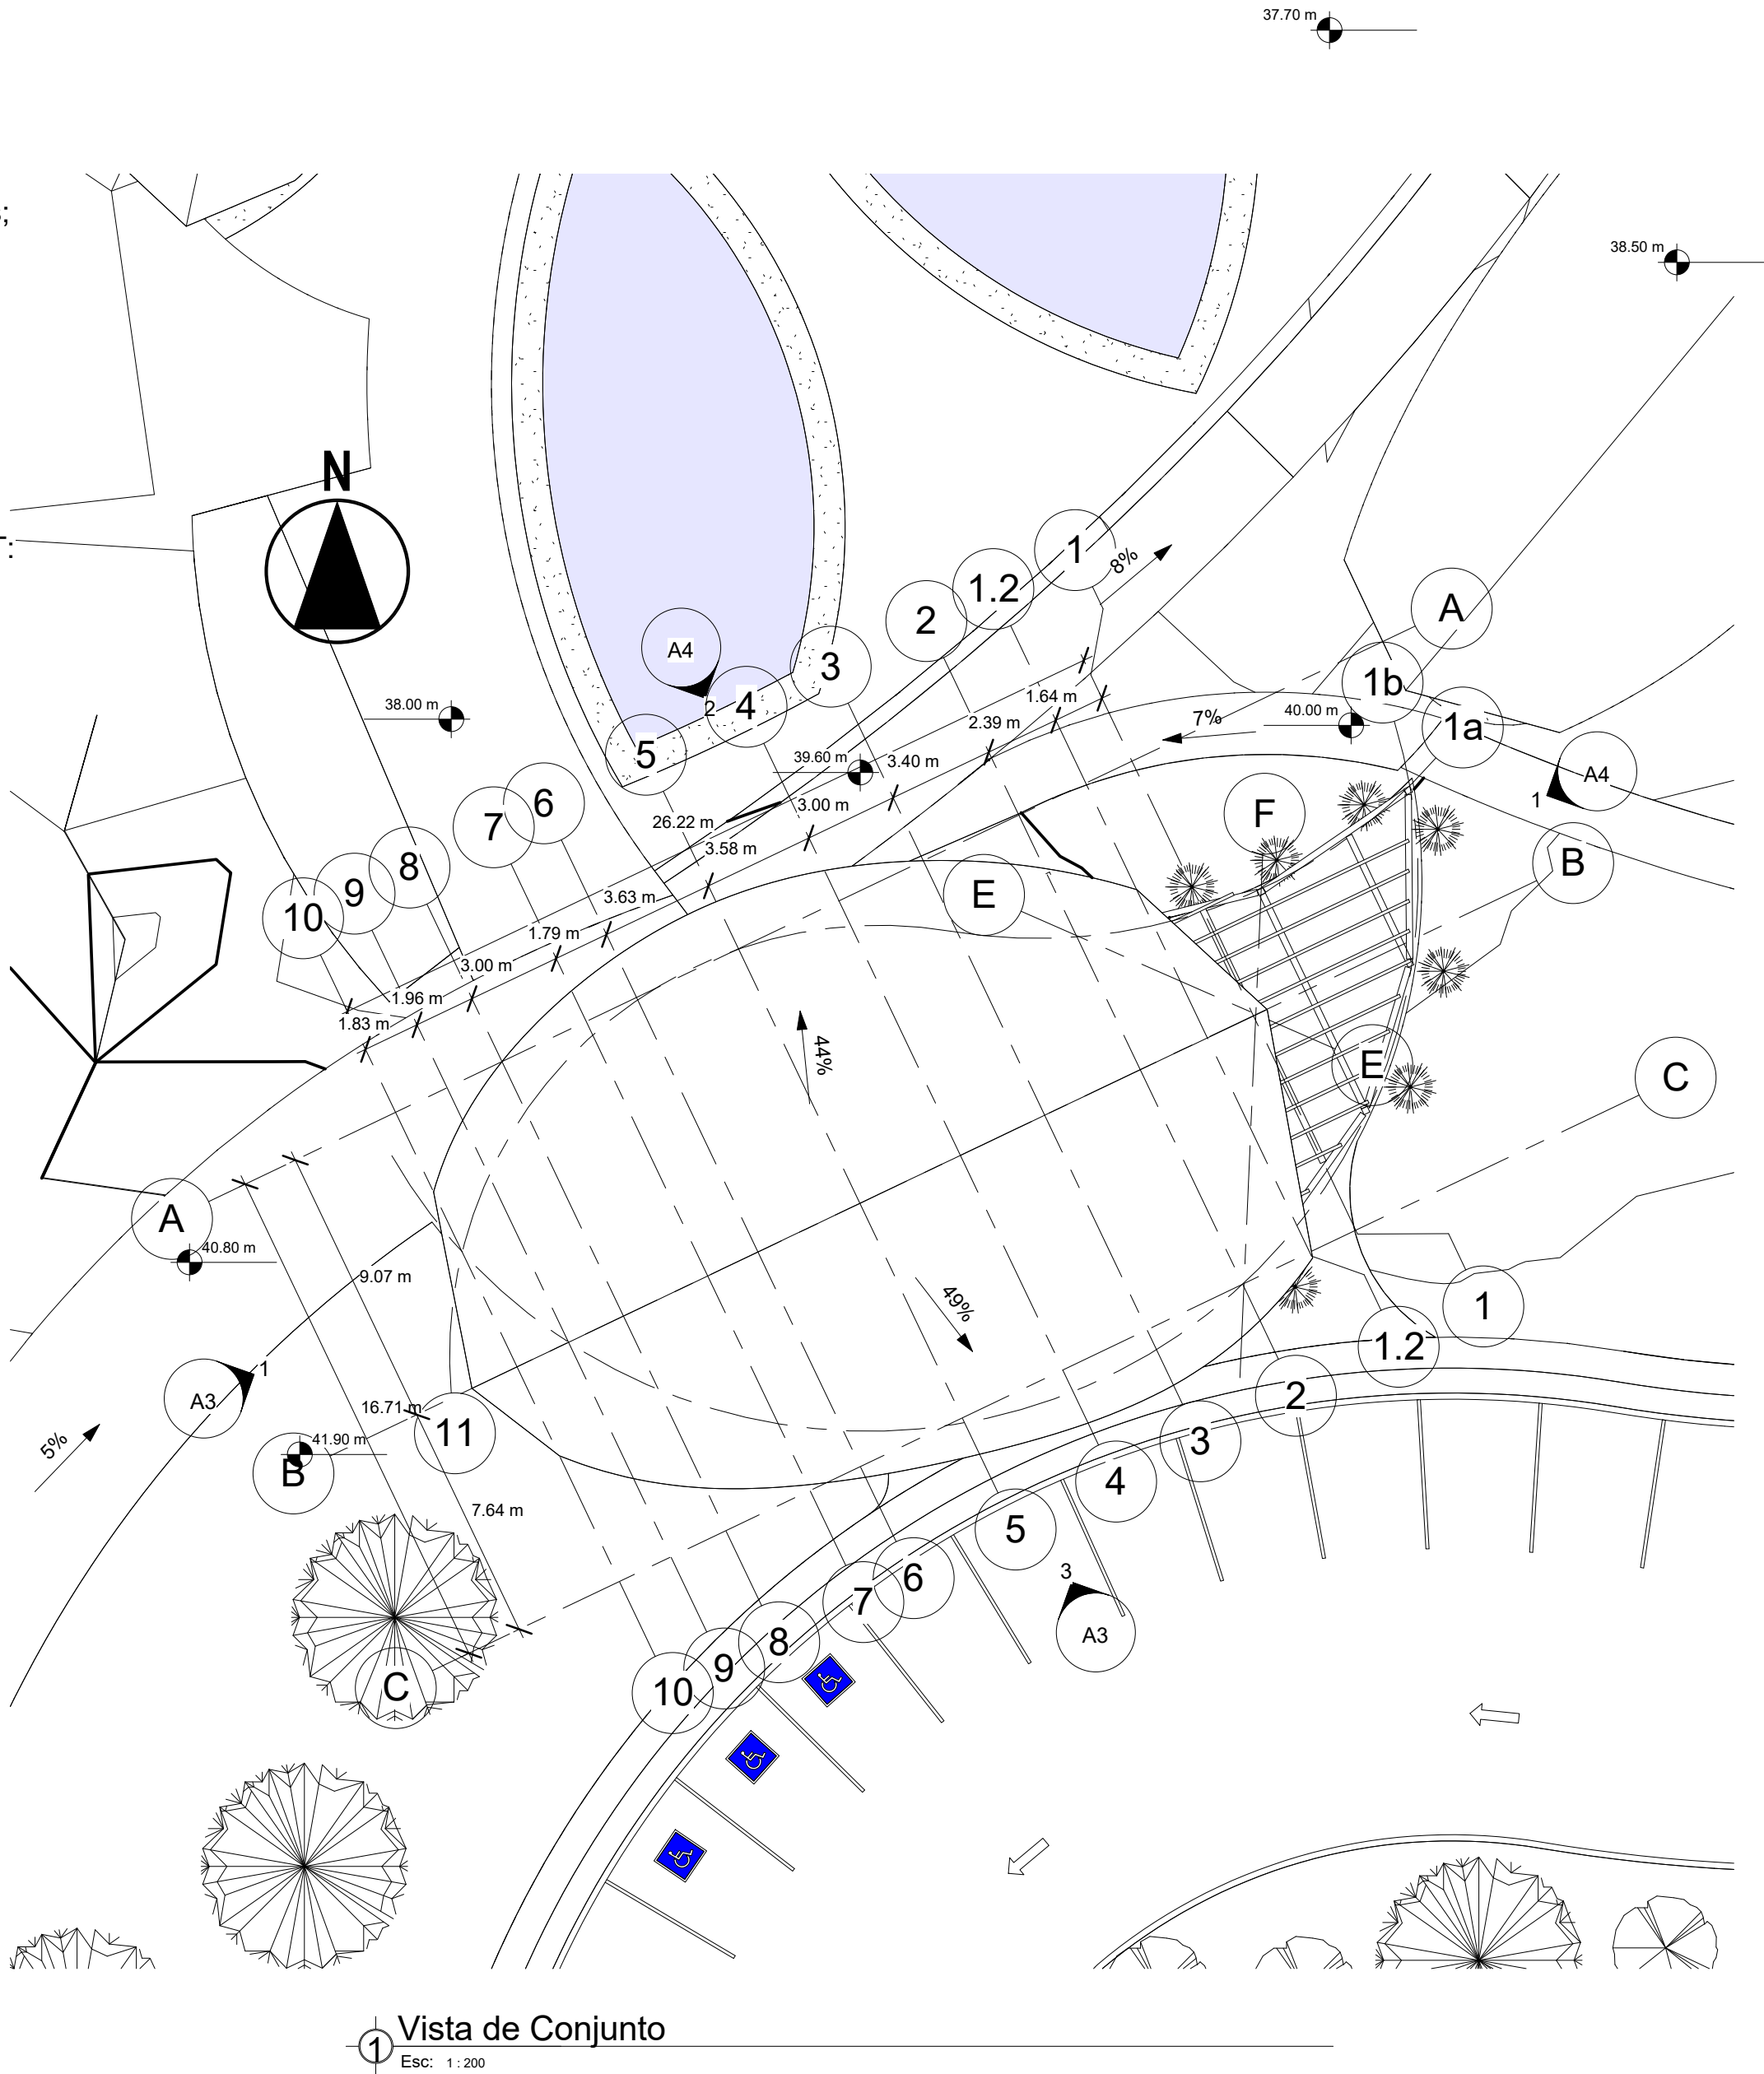 37.70 m
;
38.50 m
N
T:
1
1.2
2
8%
A
A4
3
4
2
5
1b
38.00 m
1.64 m
7%
40.00 m
2.39 m
1a
39.60 m
3.40 m
A4
1
3.00 m
6
7
26.22 m
F
3.58 m
B
8
9
10
3.63 m
E
1.79 m
3.00 m
1.96 m
1.83 m
44%
E
C
A
40.80 m
9.07 m
49%
1
1
1.2
A3
2
16.71 m
11
5%
41.90 m
B
3
4
7.64 m
5
3
6
7
A3
8
9
C
10
1
Vista de Conjunto
Esc: 1 : 200